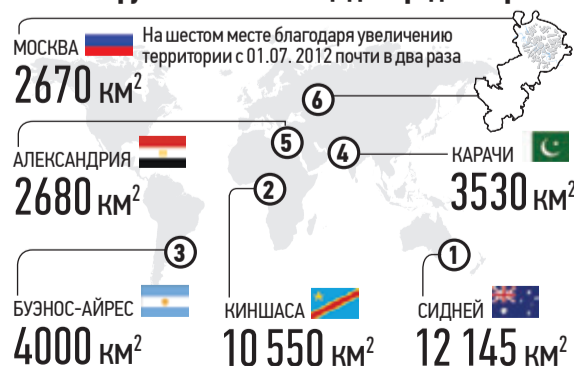 МОСКВА
На шестом месте благодаря увеличению
территории с 01.07. 2012 почти в два раза
2670 км²
6
5
АЛЕКСАНДРИЯ
2680 км²
4
КАРАЧИ
3530 км²
2
3
1
БУЭНОС-АЙРЕС
4000 км²
КИНШАСА
10 550 км²
СИДНЕЙ
12 145 км²